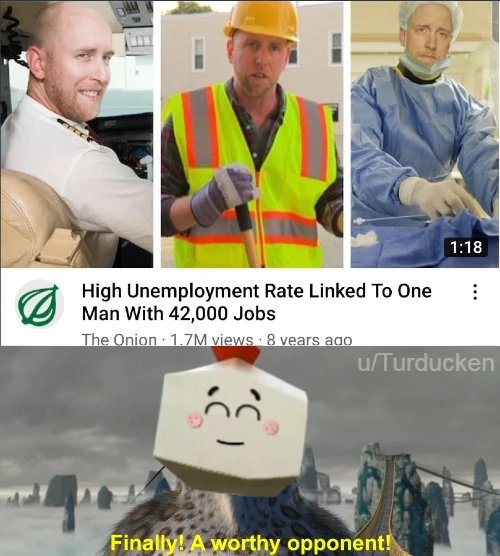 1:18
High Unemployment Rate Linked To One
Man With 42,000 Jobs
The Onion · 1.7M views · 8 years ago
u/Turducken
Finally! A worthy opponent!